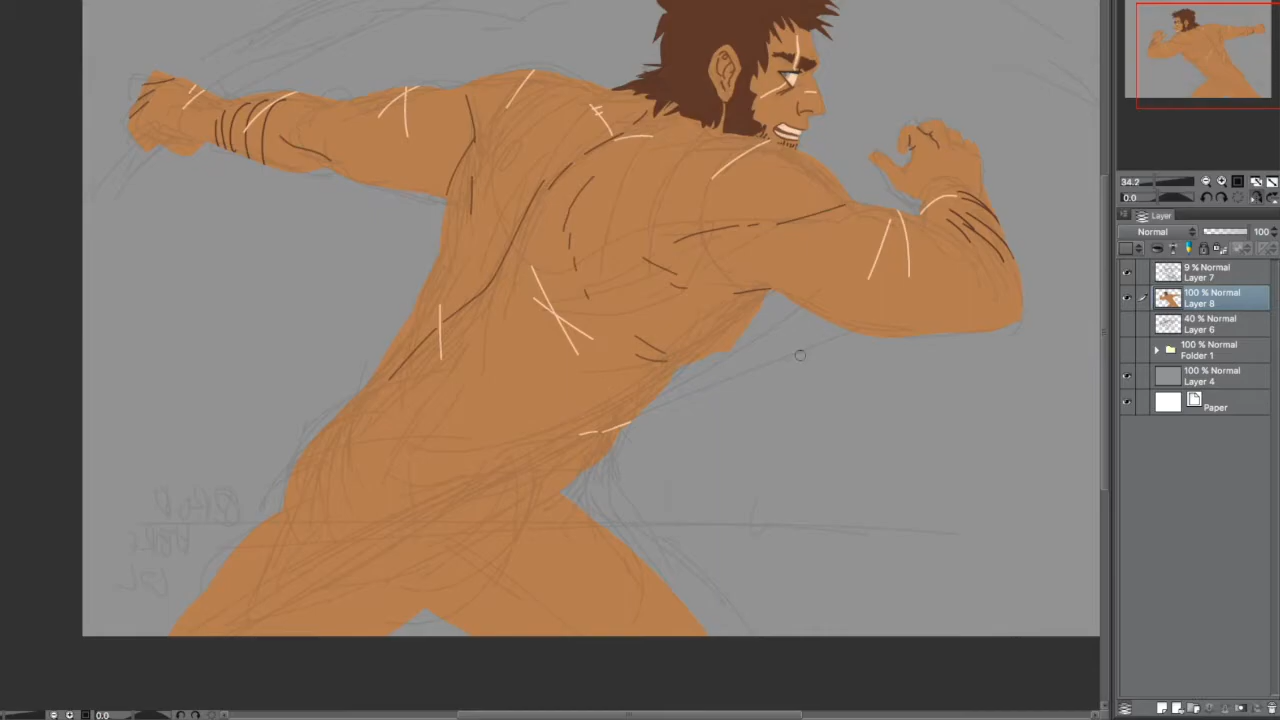 34.2
0.0
Layer
Normal 100
9 % Normal
Layer 7
100 % Normal
Layer 8
40 % Normal
Layer 6
100 % Normal
Folder 1
100 % Normal
Layer 4
Paper
0.0